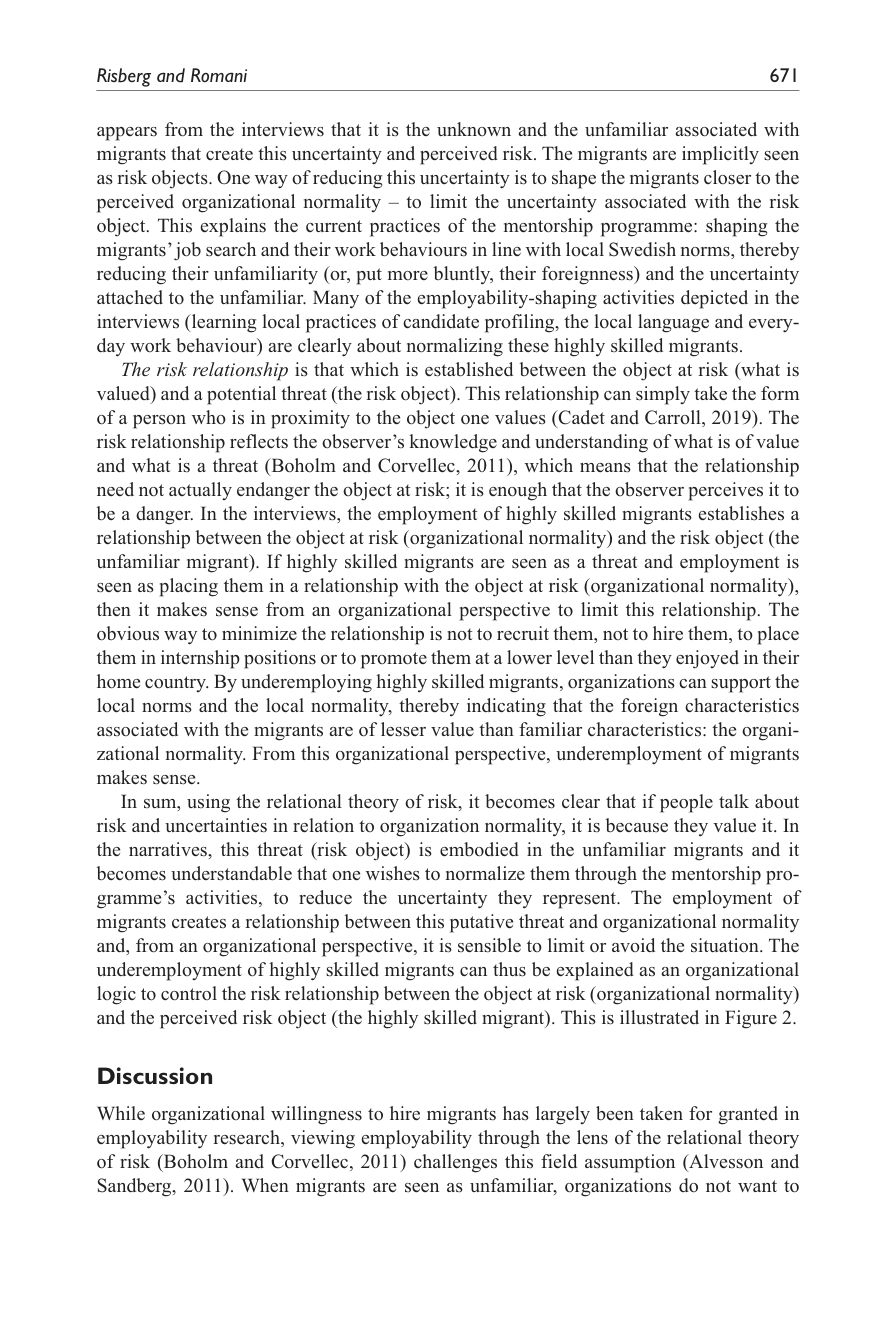 Risberg and Romani 671
appears from the interviews that it is the unknown and the unfamiliar associated with
migrants that create this uncertainty and perceived risk. The migrants are implicitly seen
as risk objects. One way of reducing this uncertainty is to shape the migrants closer to the
perceived organizational normality – to limit the uncertainty associated with the risk
object. This explains the current practices of the mentorship programme: shaping the
migrants’ job search and their work behaviours in line with local Swedish norms, thereby
reducing their unfamiliarity (or, put more bluntly, their foreignness) and the uncertainty
attached to the unfamiliar. Many of the employability-shaping activities depicted in the
interviews (learning local practices of candidate profiling, the local language and every-
day work behaviour) are clearly about normalizing these highly skilled migrants.
The risk relationship is that which is established between the object at risk (what is
valued) and a potential threat (the risk object). This relationship can simply take the form
of a person who is in proximity to the object one values (Cadet and Carroll, 2019). The
risk relationship reflects the observer’s knowledge and understanding of what is of value
and what is a threat (Boholm and Corvellec, 2011), which means that the relationship
need not actually endanger the object at risk; it is enough that the observer perceives it to
be a danger. In the interviews, the employment of highly skilled migrants establishes a
relationship between the object at risk (organizational normality) and the risk object (the
unfamiliar migrant). If highly skilled migrants are seen as a threat and employment is
seen as placing them in a relationship with the object at risk (organizational normality),
then it makes sense from an organizational perspective to limit this relationship. The
obvious way to minimize the relationship is not to recruit them, not to hire them, to place
them in internship positions or to promote them at a lower level than they enjoyed in their
home country. By underemploying highly skilled migrants, organizations can support the
local norms and the local normality, thereby indicating that the foreign characteristics
associated with the migrants are of lesser value than familiar characteristics: the organi-
zational normality. From this organizational perspective, underemployment of migrants
makes sense.
In sum, using the relational theory of risk, it becomes clear that if people talk about
risk and uncertainties in relation to organization normality, it is because they value it. In
the narratives, this threat (risk object) is embodied in the unfamiliar migrants and it
becomes understandable that one wishes to normalize them through the mentorship pro-
gramme’s activities, to reduce the uncertainty they represent. The employment of
migrants creates a relationship between this putative threat and organizational normality
and, from an organizational perspective, it is sensible to limit or avoid the situation. The
underemployment of highly skilled migrants can thus be explained as an organizational
logic to control the risk relationship between the object at risk (organizational normality)
and the perceived risk object (the highly skilled migrant). This is illustrated in Figure 2.
Discussion
While organizational willingness to hire migrants has largely been taken for granted in
employability research, viewing employability through the lens of the relational theory
of risk (Boholm and Corvellec, 2011) challenges this field assumption (Alvesson and
Sandberg, 2011). When migrants are seen as unfamiliar, organizations do not want to